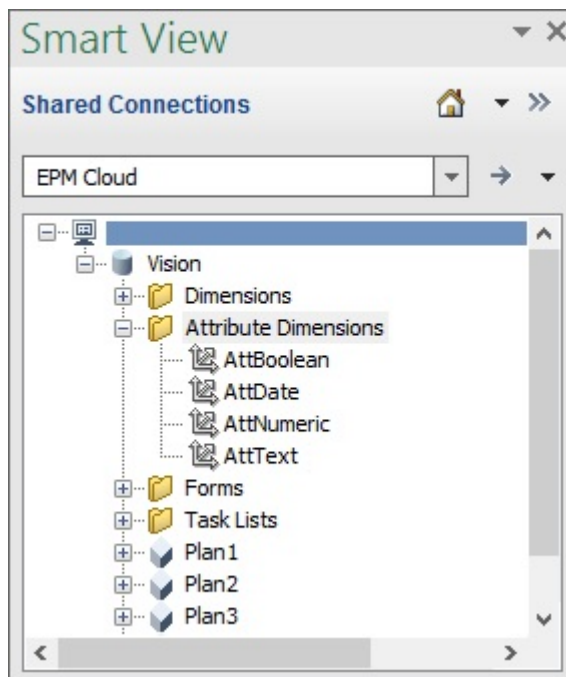 Smart View
Shared Connections
EPM Cloud
Vision
Dimensions
Attribute Dimensions
AttBoolean
AttDate
AttNumeric
AttText
Forms
Task Lists
Plan1
Plan2
Plan3